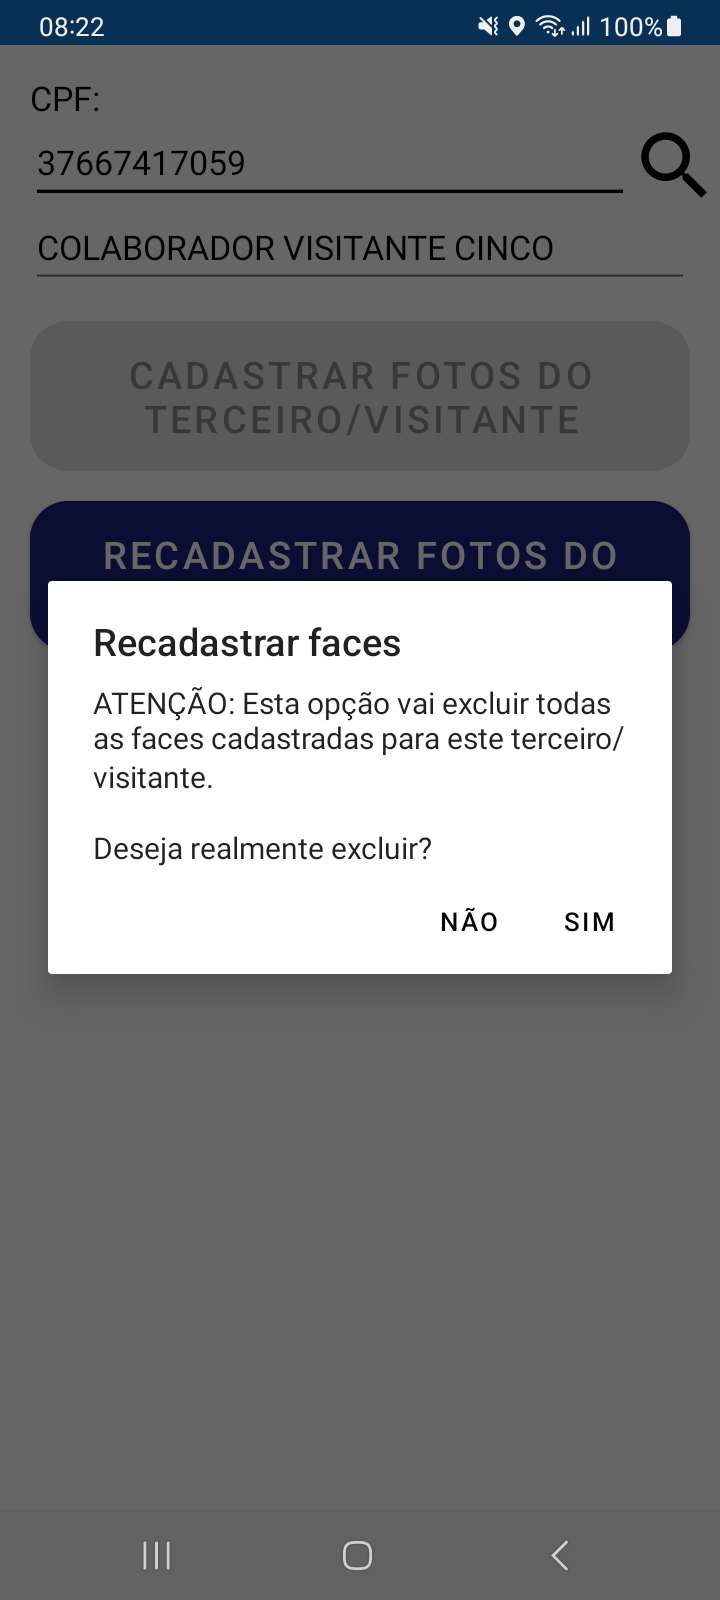 08:22
100%
CPF:
37667417059
COLABORADOR VISITANTE CINCO
CADASTRAR FOTOS DO
TERCEIRO/VISITANTE
RECADASTRAR FOTOS DO
Recadastrar faces
ATENÇÃO: Esta opção vai excluir todas
as faces cadastradas para este terceiro/
visitante.
Deseja realmente excluir?
NÃO SIM